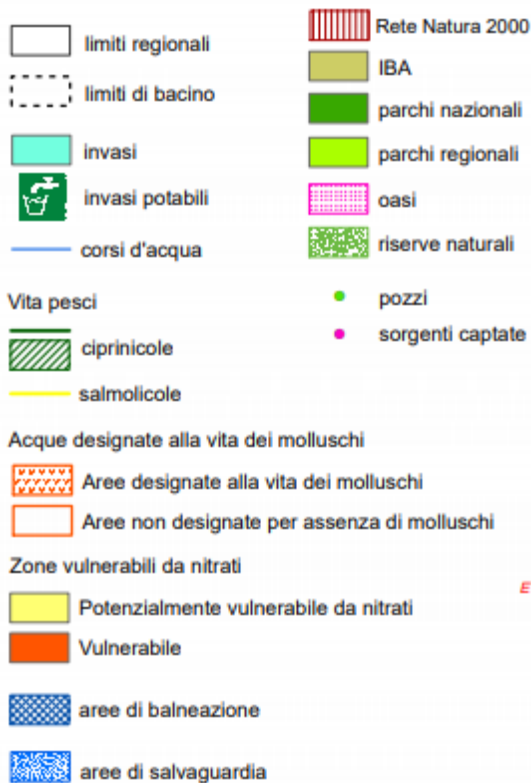 limiti regionali
limiti di bacino
invasi
invasi potabili
corsi d'acqua
Vita pesci
ciprinicole
salmolicole
Rete Natura 2000
IBA
parchi nazionali
parchi regionali
oasi
riserve naturali
pozzi
sorgenti captate
Acque designate alla vita dei molluschi
Aree designate alla vita dei molluschi
Aree non designate per assenza di molluschi
Zone vulnerabili da nitrati
Potenzialmente vulnerabile da nitrati
Vulnerabile
aree di balneazione
aree di salvaguardia
E